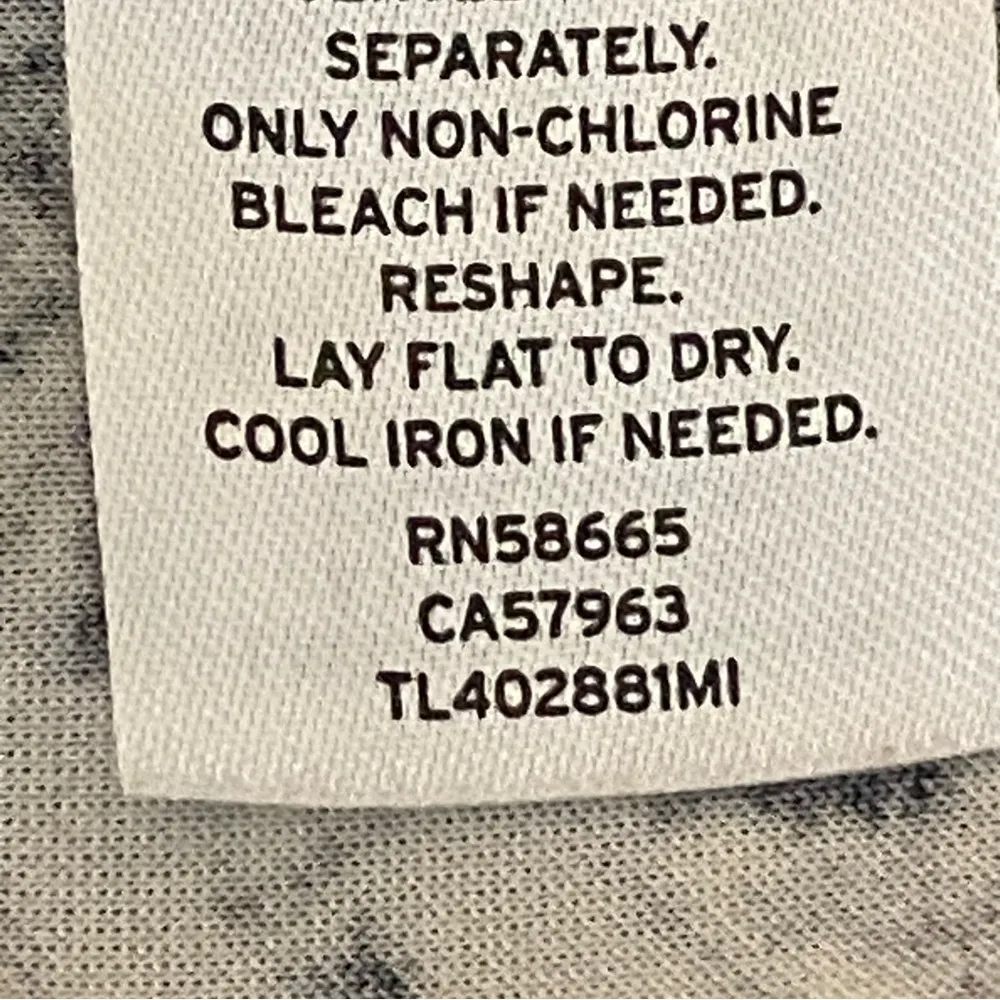 SEPARATELY.
ONLY NON-CHLORINE
BLEACH IF NEEDED.
RESHAPE.
LAY FLAT TO DRY.
COOL IRON IF NEEDED.
RN58665
CA57963
TL402881MI